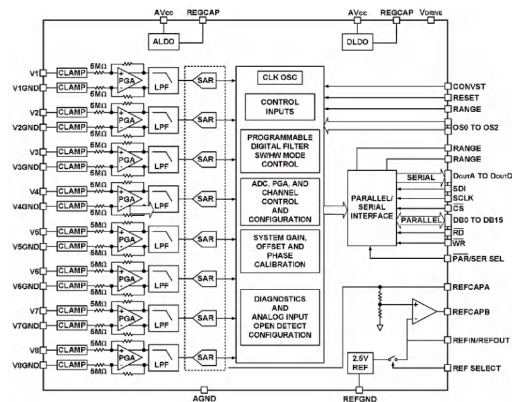 AVCC REGCAP AVCC REGCAP VDRIVE
ALDO DLDO
V1 CLAMP 5MΩ + PGA LPF SAR
V1GND CLAMP 5MΩ −
V2 CLAMP 5MΩ + PGA LPF SAR
V2GND CLAMP 5MΩ −
V3 CLAMP 5MΩ + PGA LPF SAR
V3GND CLAMP 5MΩ −
V4 CLAMP 5MΩ + PGA LPF SAR
V4GND CLAMP 5MΩ −
V5 CLAMP 5MΩ + PGA LPF SAR
V5GND CLAMP 5MΩ −
V6 CLAMP 5MΩ + PGA LPF SAR
V6GND CLAMP 5MΩ −
V7 CLAMP 5MΩ + PGA LPF SAR
V7GND CLAMP 5MΩ −
V8 CLAMP 5MΩ + PGA LPF SAR
V8GND CLAMP 5MΩ −
CLK OSC
CONTROL
INPUTS
PROGRAMMABLE
DIGITAL FILTER
SW/HW MODE
CONTROL
ADC, PGA, AND
CHANNEL
CONTROL
AND
CONFIGURATION
SYSTEM GAIN,
OFFSET AND
PHASE
CALIBRATION
DIAGNOSTICS
AND
ANALOG INPUT
OPEN DETECT
CONFIGURATION
CONVST
RESET
RANGE
OS0 TO OS2
RANGE
RANGE
PARALLEL/
SERIAL
INTERFACE
SERIAL
DOUTA TO DOUTD
SDI
SCLK
CS
PARALLEL
DB0 TO DB15
RD
WR
PAR/SER SEL
REFCAPA
REFCAPB
REFIN/REFOUT
2.5V
REF
REF SELECT
AGND REFGND